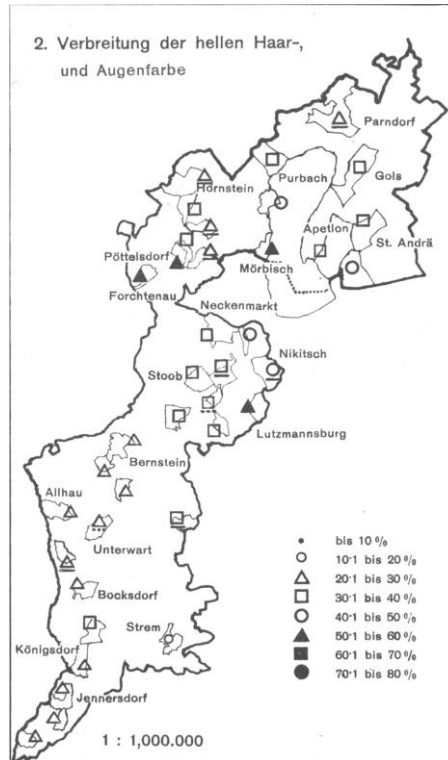 2. Verbreitung der hellen Haar-,
und Augenfarbe
Parndorf
Hornstein
Purbach
Gols
Apetlon
St. Andrä
Pöttelsdorf
Mörbisch
Forchtenau
Neckenmarkt
Nikitsch
Stoob
Lutzmannsburg
Bernstein
Allhau
Unterwart
Bocksdorf
Strem
Königsdorf
Jennersdorf
bis 10 %
10·1 bis 20 %
20·1 bis 30 %
30·1 bis 40 %
40·1 bis 50 %
50·1 bis 60 %
60·1 bis 70 %
70·1 bis 80 %
1 : 1,000.000